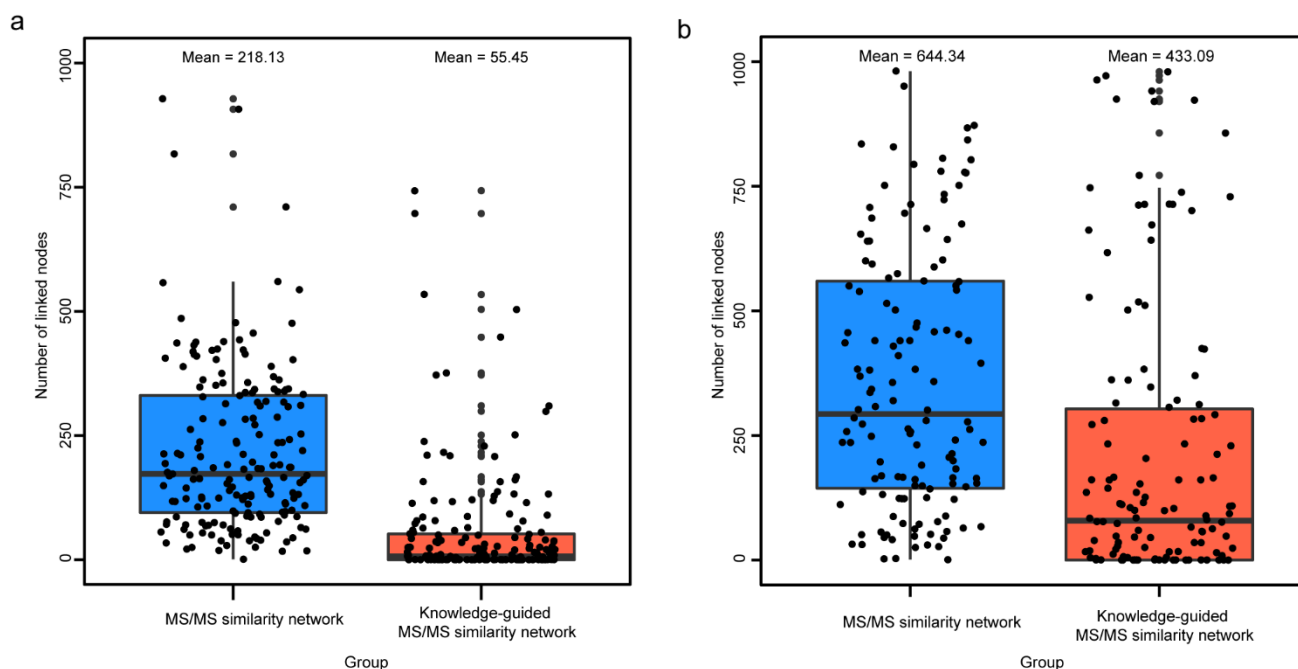 a
Mean = 218.13
Mean = 55.45
1000
750
500
250
0
Number of linked nodes
MS/MS similarity network
Knowledge-guided
MS/MS similarity network
Group
b
Mean = 644.34
Mean = 433.09
1000
750
500
250
0
Number of linked nodes
MS/MS similarity network
Knowledge-guided
MS/MS similarity network
Group